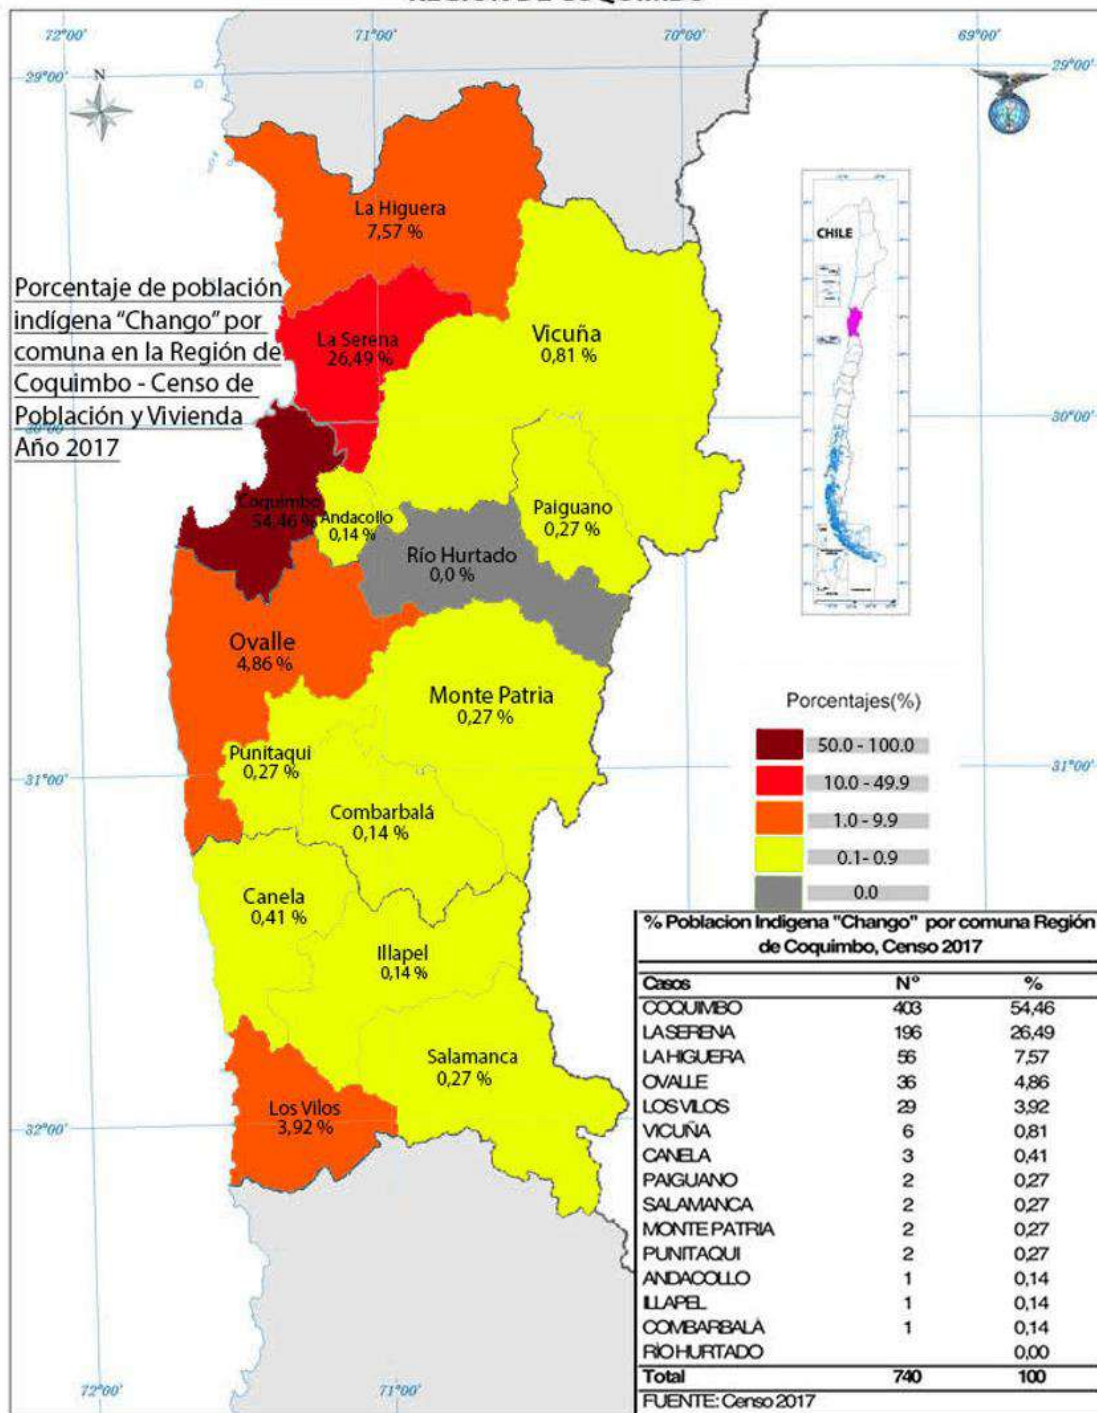 72°00'
71°00'
70°00'
69°00'
29°00'
29°00'
N
CHILE
La Higuera
7,57 %
Porcentaje de población
indígena "Chango" por
comuna en la Región de
Coquimbo - Censo de
Población y Vivienda
Año 2017
La Serena
26,49 %
Vicuña
0,81 %
30°00'
30°00'
Coquimbo
54,46 %
Andacollo
0,14 %
Paiguano
0,27 %
Río Hurtado
0,0 %
Ovalle
4,86 %
Monte Patria
0,27 %
Punitaqui
0,27 %
Combarbalá
0,14 %
31°00'
31°00'
Canela
0,41 %
Illapel
0,14 %
Salamanca
0,27 %
Los Vilos
3,92 %
32°00'
72°00'
71°00'
Porcentajes(%)
50.0 - 100.0
10.0 - 49.9
1.0 - 9.9
0.1- 0.9
0.0
% Poblacion Indigena "Chango" por comuna Región
de Coquimbo, Censo 2017
Casos N° %
COQUIMBO 403 54,46
LA SERENA 196 26,49
LA HIGUERA 56 7,57
OVALLE 36 4,86
LOS VILOS 29 3,92
VICUÑA 6 0,81
CANELA 3 0,41
PAIGUANO 2 0,27
SALAMANCA 2 0,27
MONTE PATRIA 2 0,27
PUNITAQUI 2 0,27
ANDACOLLO 1 0,14
ILLAPEL 1 0,14
COMBARBALÁ 1 0,14
RÍO HURTADO 0,00
Total 740 100
FUENTE: Censo 2017